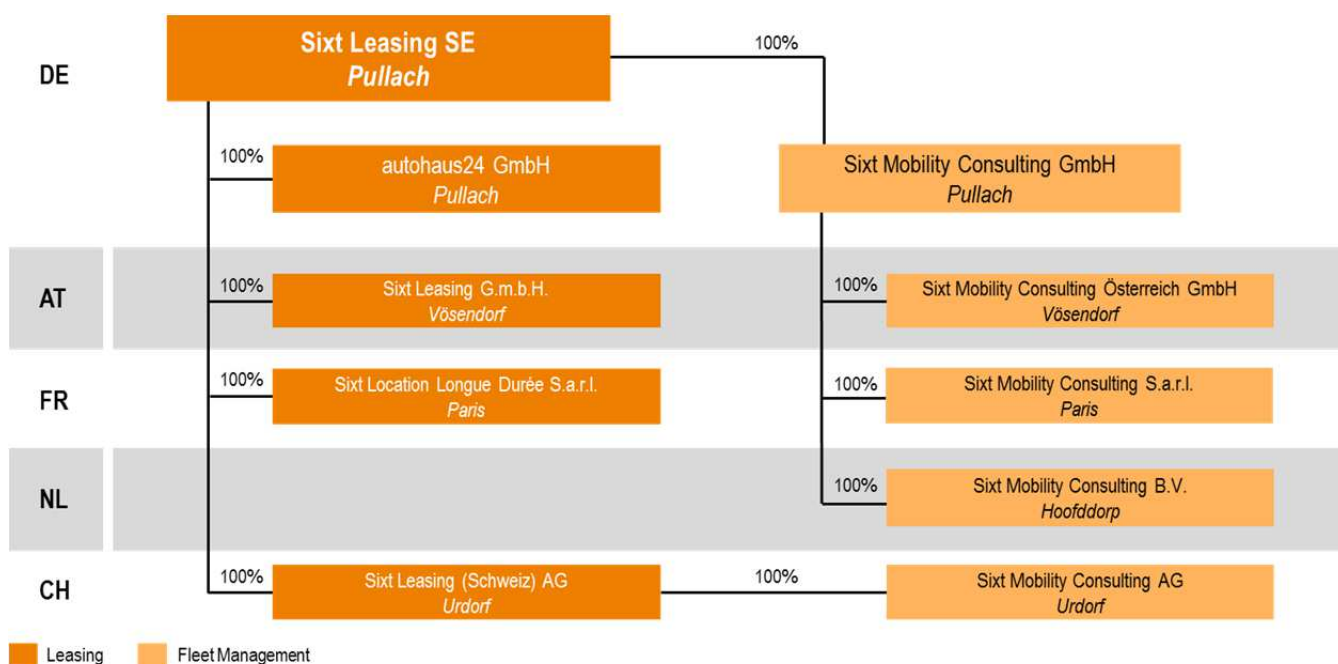 DE
Sixt Leasing SE
Pullach
100%
100%
autohaus24 GmbH
Pullach
Sixt Mobility Consulting GmbH
Pullach
AT
100%
Sixt Leasing G.m.b.H.
Vösendorf
100%
Sixt Mobility Consulting Österreich GmbH
Vösendorf
FR
100%
Sixt Location Longue Durée S.a.r.l.
Paris
100%
Sixt Mobility Consulting S.a.r.l.
Paris
NL
100%
Sixt Mobility Consulting B.V.
Hoofddorp
CH
100%
Sixt Leasing (Schweiz) AG
Urdorf
100%
Sixt Mobility Consulting AG
Urdorf
Leasing
Fleet Management